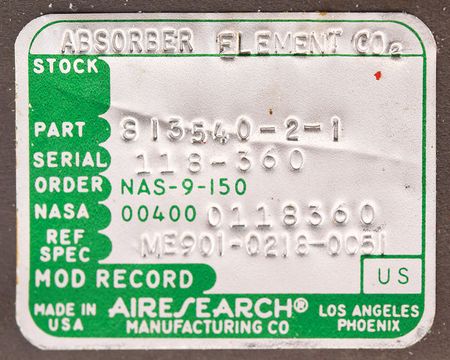 ABSORBER ELEMENT CO2
STOCK
PART 813540-2-1
SERIAL 118-360
ORDER NAS-9-150
NASA 00400 0118360
REF SPEC ME901-0218-0051
MOD RECORD
US
MADE IN USA
AIRESEARCH®
MANUFACTURING CO
LOS ANGELES
PHOENIX